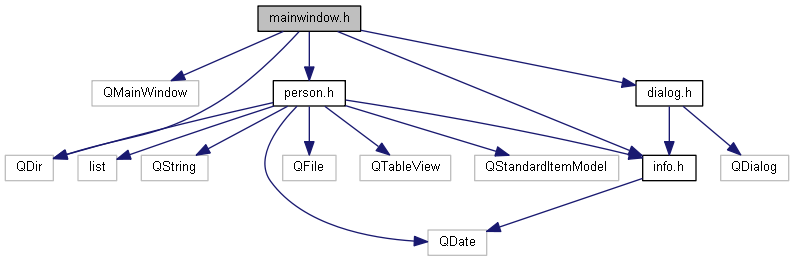 mainwindow.h
QMainWindow
person.h
dialog.h
QDir
list
QString
QFile
QTableView
QStandardItemModel
info.h
QDialog
QDate